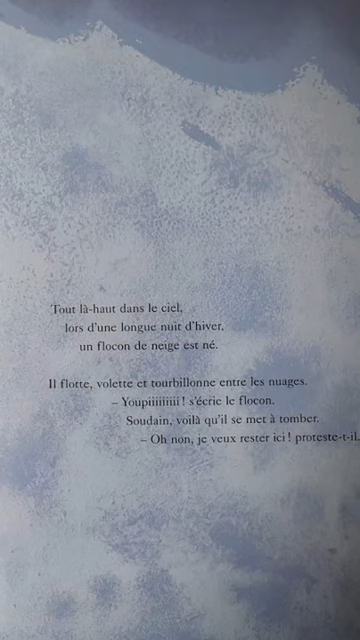 Tout là-haut dans le ciel,
lors d'une longue nuit d'hiver,
un flocon de neige est né.
Il flotte, volette et tourbillonne entre les nuages.
– Youpiiiiiiiii ! s'écrie le flocon.
Soudain, voilà qu'il se met à tomber.
– Oh non, je veux rester ici ! proteste-t-il.